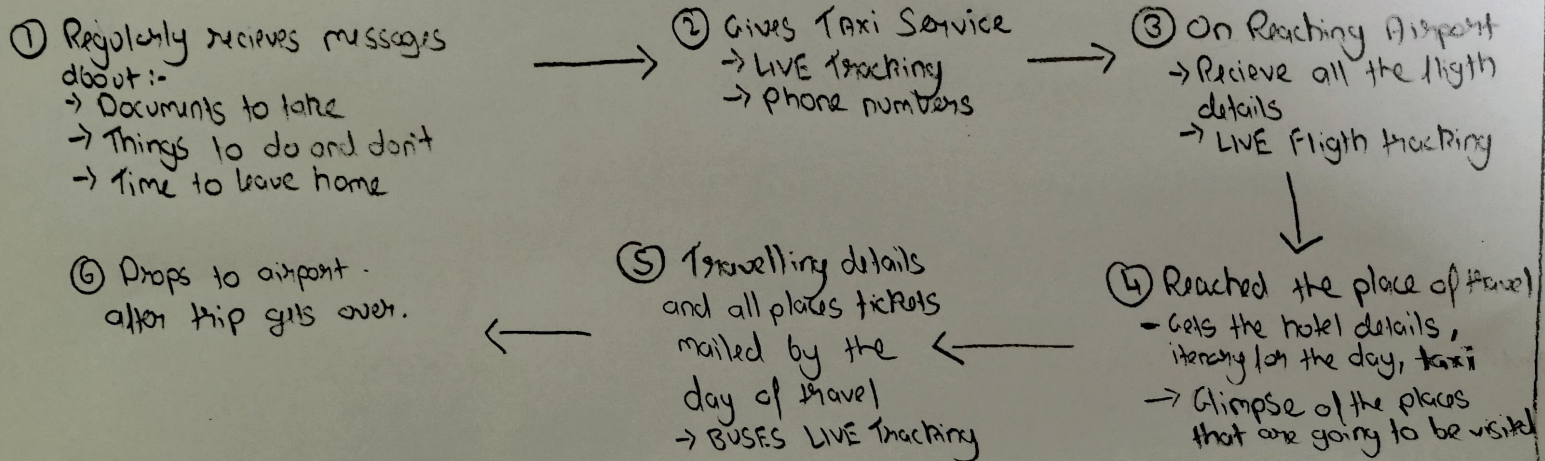 ① Regularly recieves messages
about:-
→ Documents to take
→ Things to do and don't
→ Time to leave home
② Gives Taxi Service
→ LIVE Tracking
→ phone numbers
③ On Reaching Airport
→ Recieve all the fligth
details
→ LIVE Fligth tracking
④ Reached the place of travel
- Gets the hotel details,
itenary for the day, taxi
→ Glimpse of the places
that are going to be visited
⑤ Travelling details
and all places tickets
mailed by the
day of travel
→ BUSES LIVE Tracking
⑥ Drops to airport.
after trip gets over.